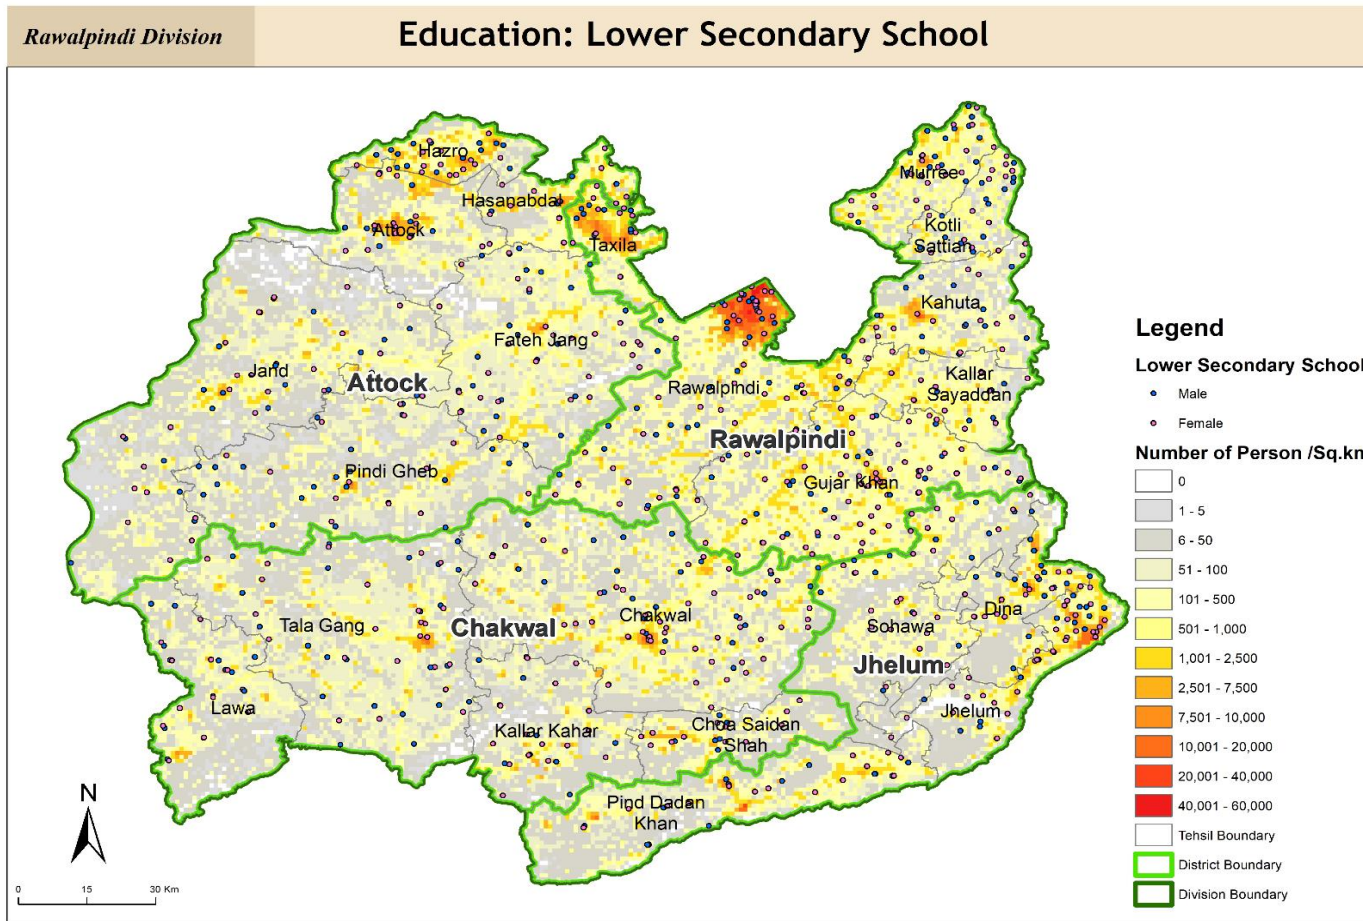 Rawalpindi Division
Education: Lower Secondary School
Hazro
Murree
Hasanabdal
Attock
Kotli
Sattian
Taxila
Kahuta
Fateh Jang
Jand
Attock
Rawalpindi
Kallar
Sayaddan
Rawalpindi
Pindi Gheb
Gujar Khan
Tala Gang
Chakwal
Chakwal
Dina
Sohawa
Jhelum
Lawa
Jhelum
Kallar Kahar
Choa Saidan
Shah
Pind Dadan
Khan
N
0 15 30 Km
Legend
Lower Secondary School
Male
Female
Number of Person /Sq.km
0
1 - 5
6 - 50
51 - 100
101 - 500
501 - 1,000
1,001 - 2,500
2,501 - 7,500
7,501 - 10,000
10,001 - 20,000
20,001 - 40,000
40,001 - 60,000
Tehsil Boundary
District Boundary
Division Boundary